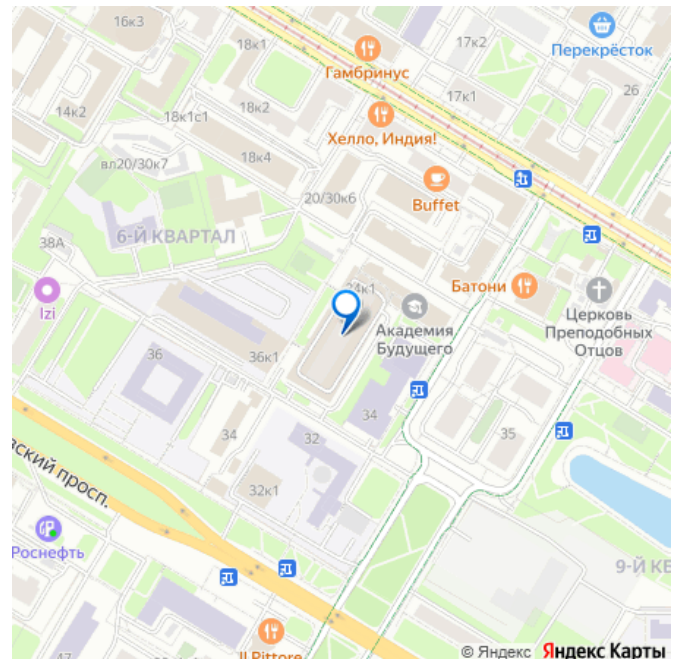 16к3
18к1
17к2
Перекрёсток
Гамбринус
26
14к2
18к2
17к1
18к1с1
Хелло, Индия!
вл20/30к7
18к4
20/30к6
Buffet
6-Й КВАРТАЛ
38А
24к1
Батони
Izi
Академия
Будущего
Церковь
Преподобных
Отцов
36
36к1
34
34
32
35
вский просп.
32к1
Роснефть
9-Й КВ
47
Il Pittore
© Яндекс Яндекс Карты